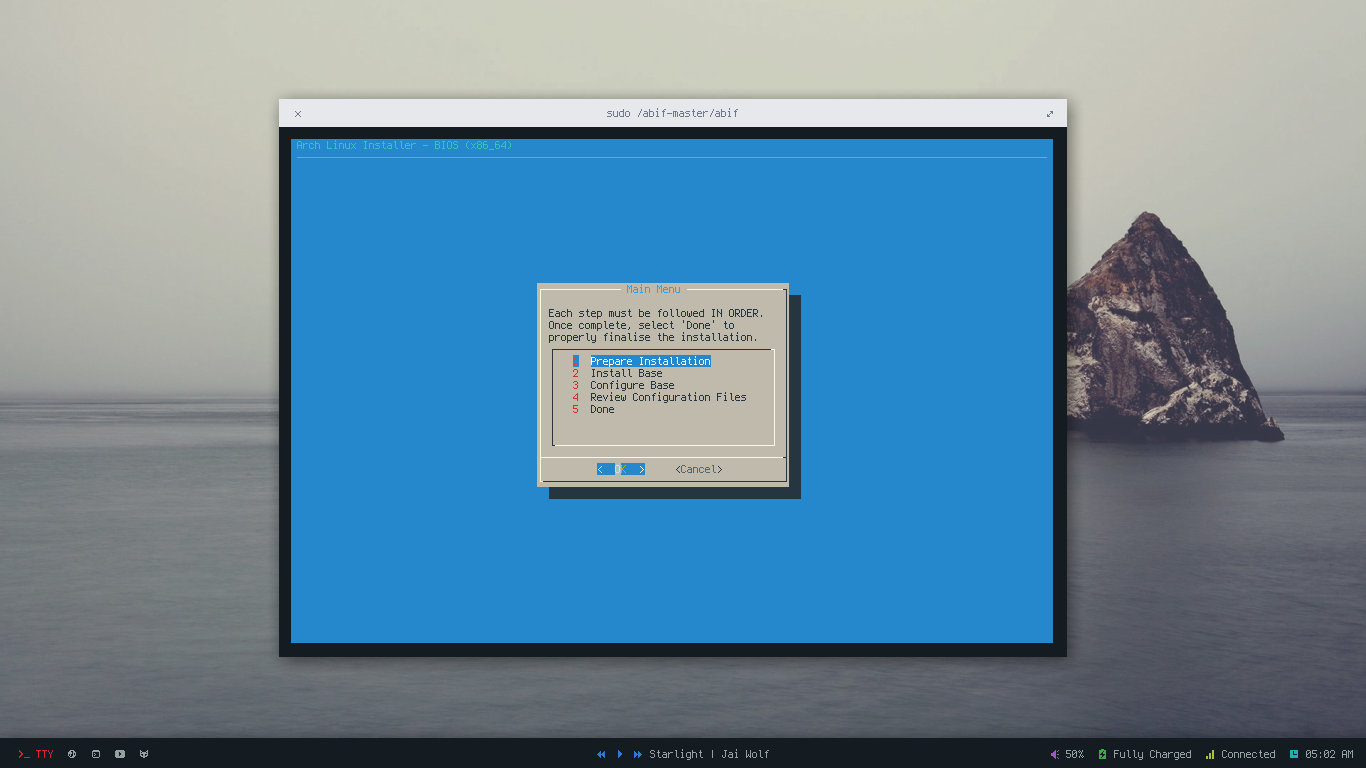 sudo /abif-master/abif
Arch Linux Installer - BIOS (x86_64)
Main Menu
Each step must be followed IN ORDER.
Once complete, select 'Done' to
properly finalise the installation.
1 Prepare Installation
2 Install Base
3 Configure Base
4 Review Configuration Files
5 Done
< OK > <Cancel>
>_ TTY Starlight | Jai Wolf 50% Fully Charged Connected 05:02 AM